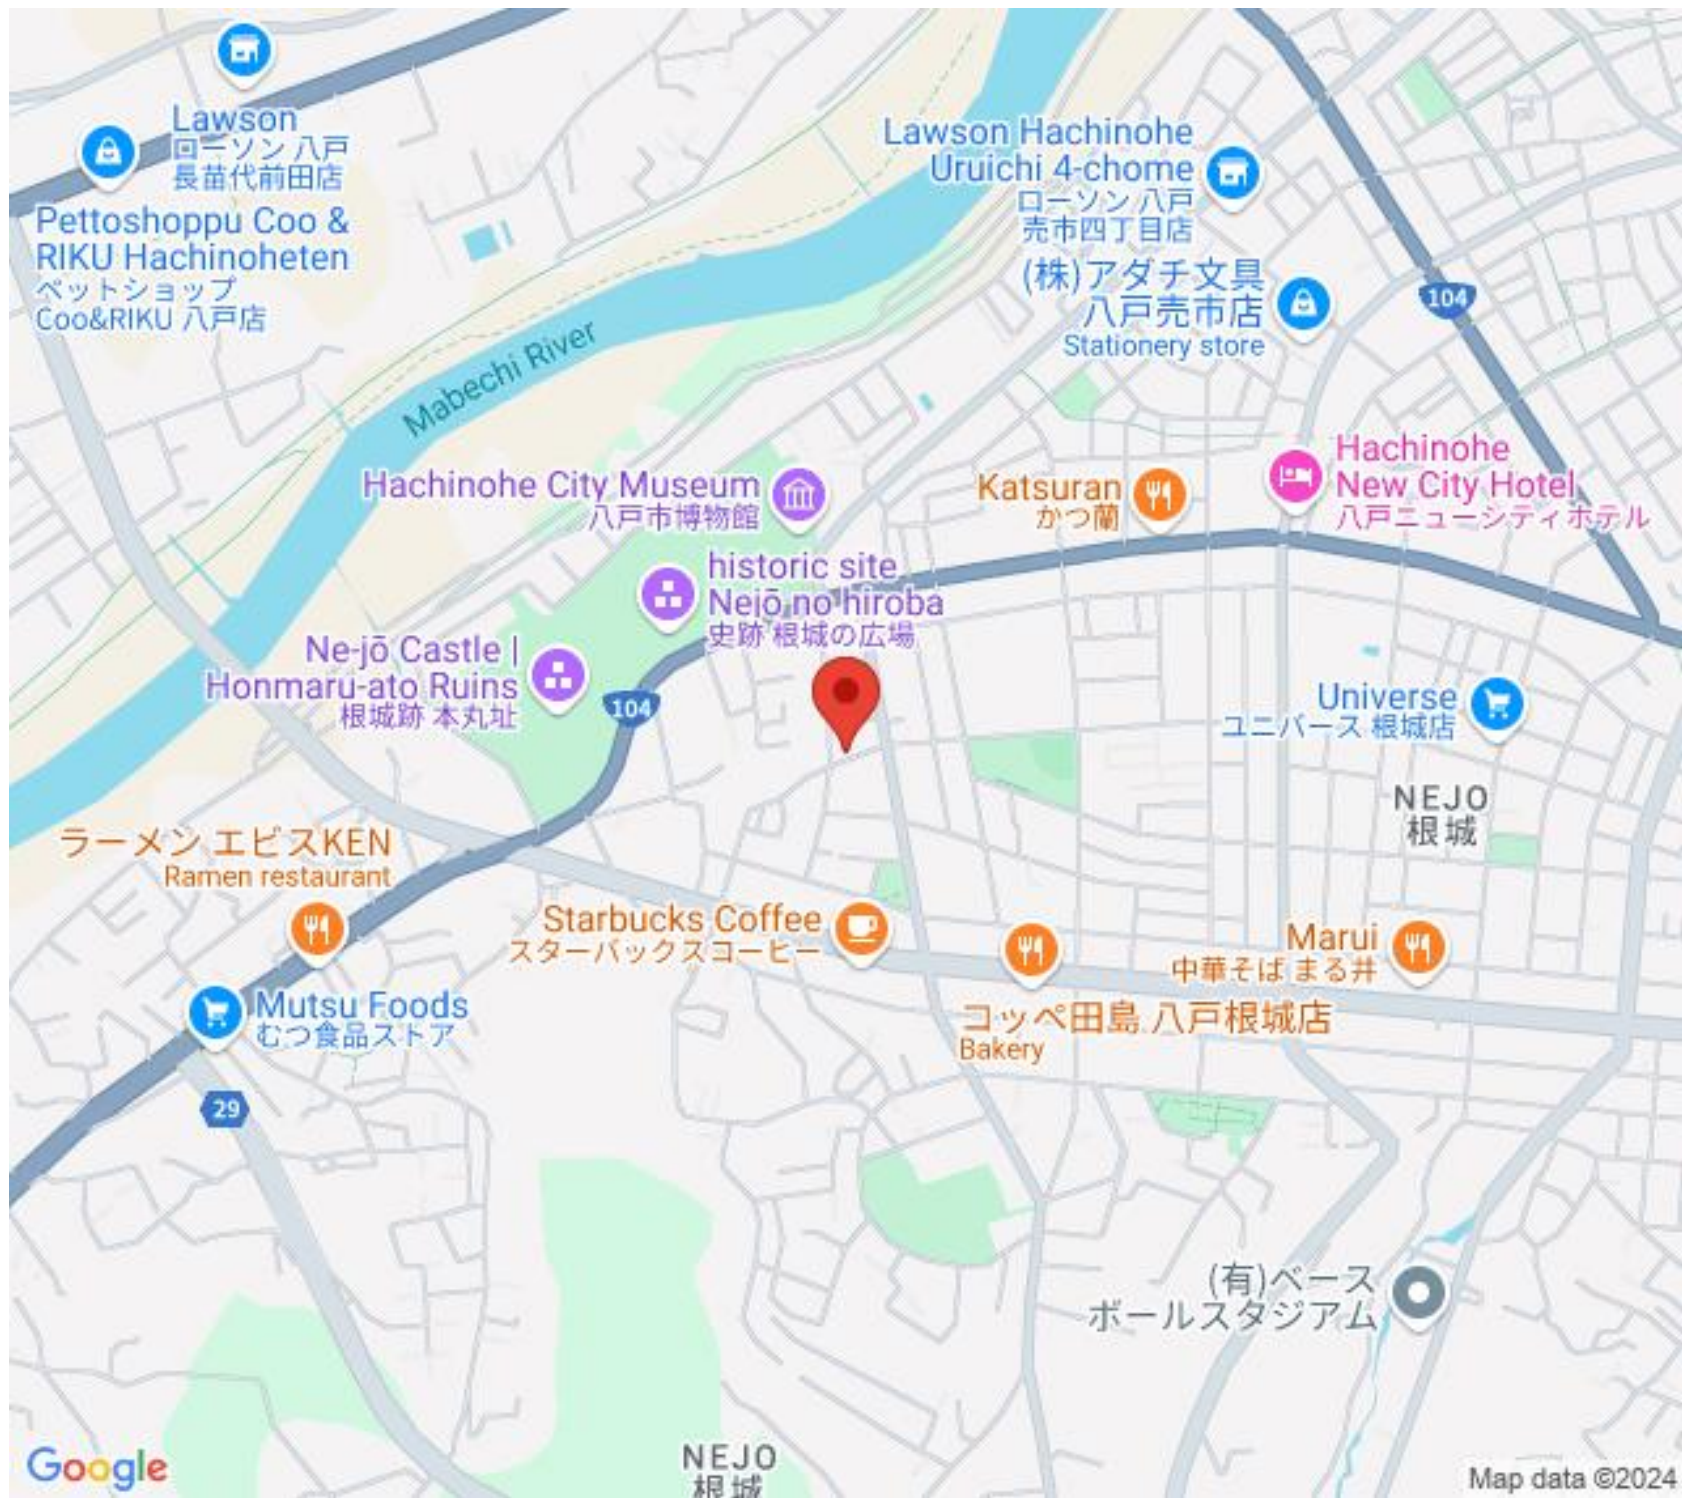 Lawson
ローソン 八戸
長苗代前田店
Pettoshoppu Coo &
RIKU Hachinoheten
ペットショップ
Coo&RIKU 八戸店
Lawson Hachinohe
Uruichi 4-chome
ローソン 八戸
売市四丁目店
(株)アダチ文具
八戸売市店
Stationery store
104
Mabechi River
Hachinohe City Museum
八戸市博物館
Katsuran
かつ蘭
Hachinohe
New City Hotel
八戸ニューシティホテル
historic site
Nejō no hiroba
史跡 根城の広場
Ne-jō Castle |
Honmaru-ato Ruins
根城跡 本丸址
104
Universe
ユニバース 根城店
NEJO
根城
ラーメン エビスKEN
Ramen restaurant
Starbucks Coffee
スターバックスコーヒー
Marui
中華そば まる井
Mutsu Foods
むつ食品ストア
コッペ田島 八戸根城店
Bakery
29
(有)ベース
ボールスタジアム
NEJO
根城
Google
Map data ©2024